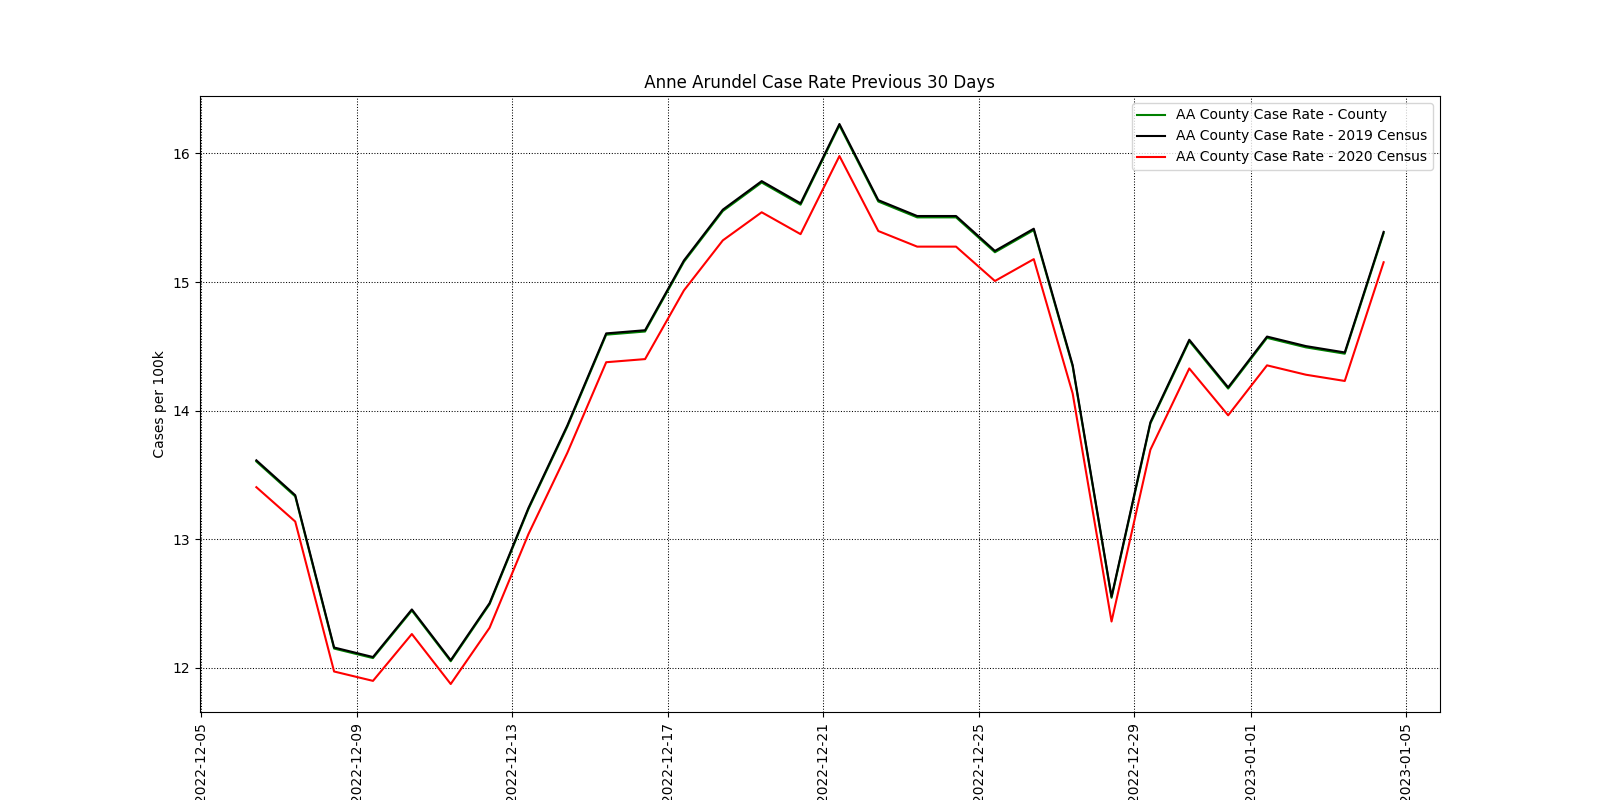 Anne Arundel Case Rate Previous 30 Days
AA County Case Rate - County
AA County Case Rate - 2019 Census
AA County Case Rate - 2020 Census
Cases per 100k
16
15
14
13
12
2022-12-05
2022-12-09
2022-12-13
2022-12-17
2022-12-21
2022-12-25
2022-12-29
2023-01-01
2023-01-05